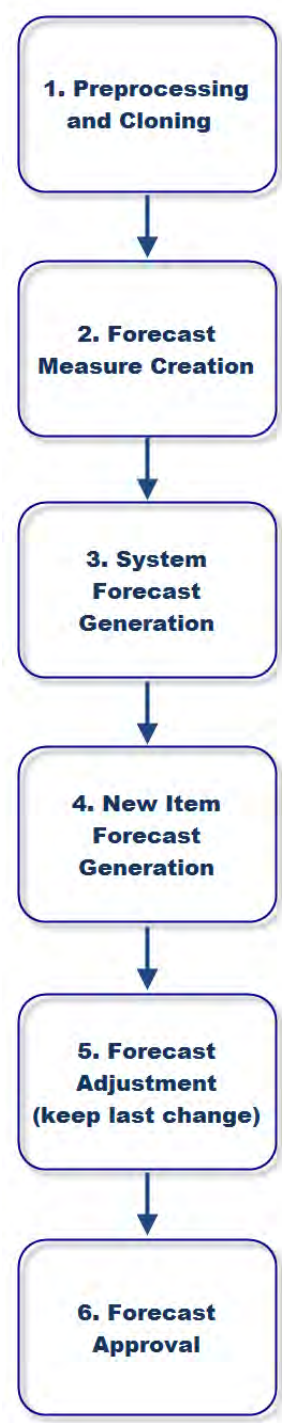 1. Preprocessing
and Cloning
2. Forecast
Measure Creation
3. System
Forecast
Generation
4. New Item
Forecast
Generation
5. Forecast
Adjustment
(keep last change)
6. Forecast
Approval